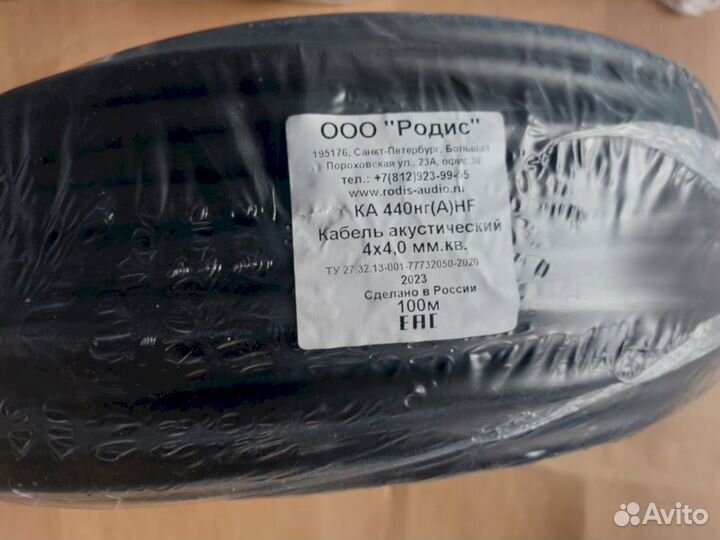 ООО "Родис"
195176, Санкт-Петербург, Большая
Пороховская ул., 23А, офис 38
тел.: +7(812)923-99-55
www.rodis-audio.ru
КА 440нг(А)HF
Кабель акустический
4х4,0 мм.кв.
ТУ 27.32.13-001-77732050-2020
2023
Сделано в России
100м
EAC
Avito